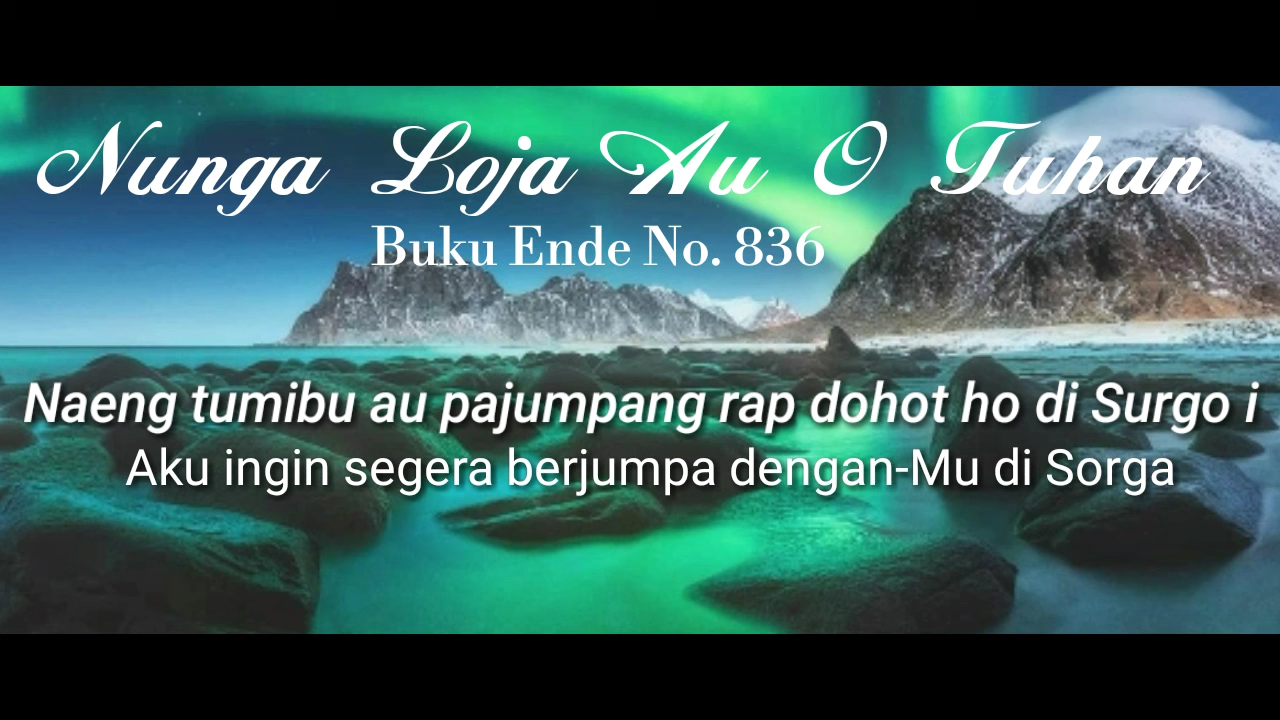 Nunga Loja Au O Tuhan
Buku Ende No. 836
Naeng tumibu au pajumpang rap dohot ho di Surgo i
Aku ingin segera berjumpa dengan-Mu di Sorga